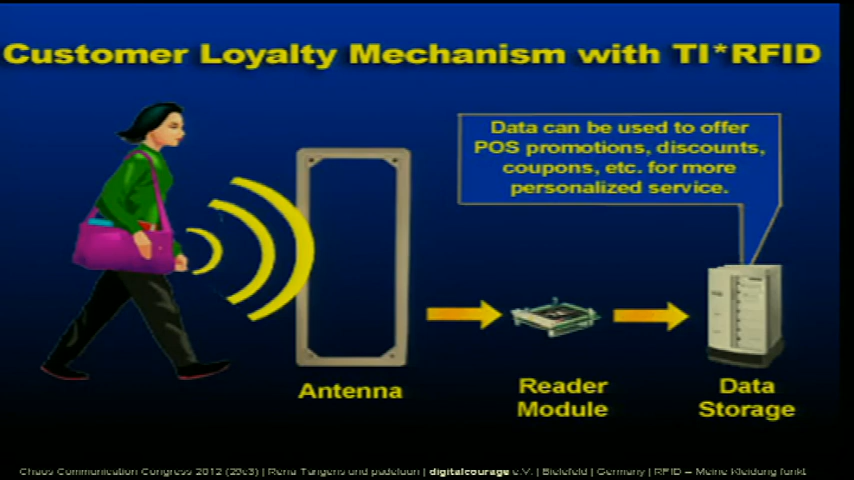 Customer Loyalty Mechanism with TI*RFID
Data can be used to offer
POS promotions, discounts,
coupons, etc. for more
personalized service.
Antenna
Reader
Module
Data
Storage
Chaos Communication Congress 2012 (29c3) | Rena Tangens und padeluun | digitalcourage e.V. | Bielefeld | Germany | RFID – Meine Kleidung funkt